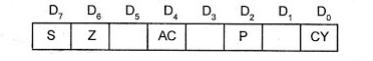 D₇ D₆ D₅ D₄ D₃ D₂ D₁ D₀
S Z AC P CY